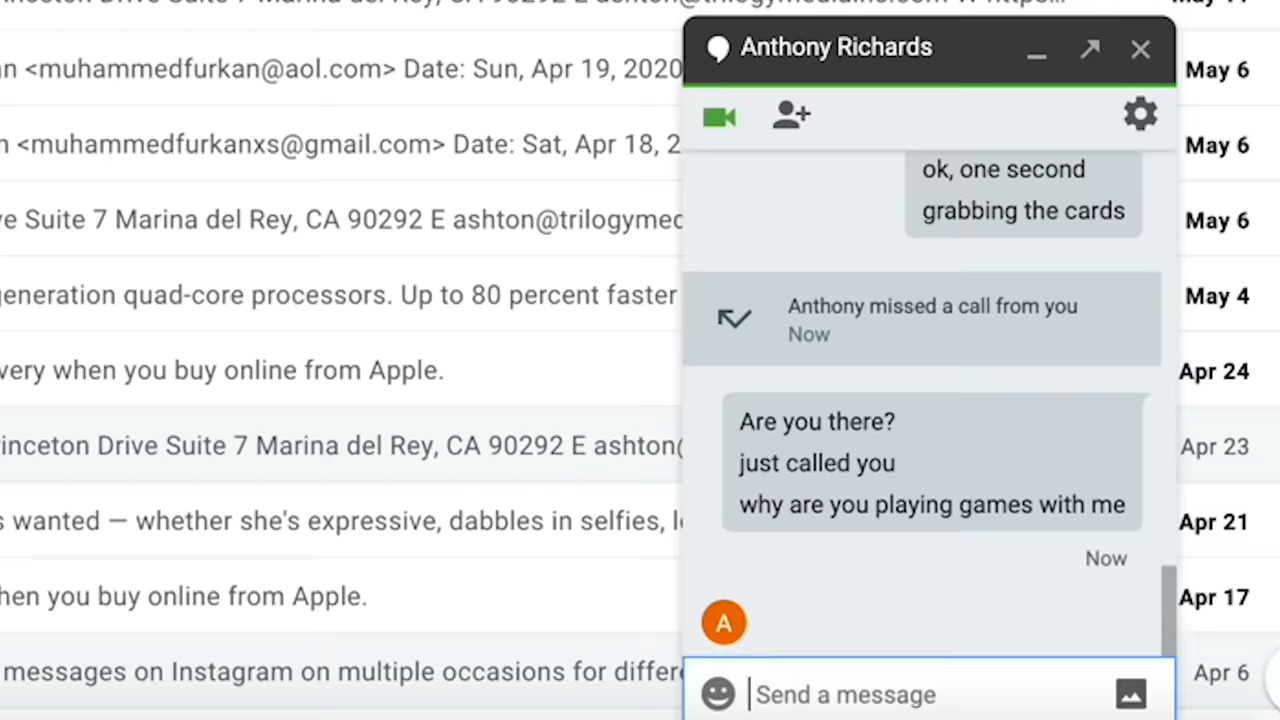 Anthony Richards
n <muhammedfurkan@aol.com> Date: Sun, Apr 19, 2020
May 6
<muhammedfurkanxs@gmail.com> Date: Sat, Apr 18, 2
May 6
ok, one second
grabbing the cards
ve Suite 7 Marina del Rey, CA 90292 E ashton@trilogymed
May 6
generation quad-core processors. Up to 80 percent faster
May 4
Anthony missed a call from you
Now
very when you buy online from Apple.
Apr 24
Are you there?
just called you
why are you playing games with me
Now
rinceton Drive Suite 7 Marina del Rey, CA 90292 E ashton@
Apr 23
s wanted — whether she's expressive, dabbles in selfies,
Apr 21
hen you buy online from Apple.
Apr 17
A
messages on Instagram on multiple occasions for differe
Apr 6
Send a message